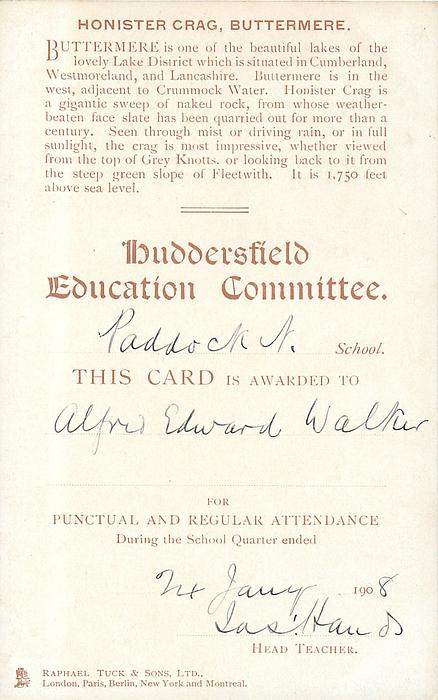 HONISTER CRAG, BUTTERMERE.
BUTTERMERE is one of the beautiful lakes of the
lovely Lake District which is situated in Cumberland,
Westmoreland, and Lancashire. Buttermere is in the
west, adjacent to Crummock Water. Honister Crag is
a gigantic sweep of naked rock, from whose weather-
beaten face slate has been quarried out for more than a
century. Seen through mist or driving rain, or in full
sunlight, the crag is most impressive, whether viewed
from the top of Grey Knotts, or looking back to it from
the steep green slope of Fleetwith. It is 1,750 feet
above sea level.
Huddersfield
Education Committee.
Paddock N. School.
THIS CARD IS AWARDED TO
Alfred Edward Walker
FOR
PUNCTUAL AND REGULAR ATTENDANCE
During the School Quarter ended
Jany 1908
Jas. Hands
HEAD TEACHER.
RAPHAEL TUCK & SONS, LTD.,
London, Paris, Berlin, New York and Montreal.